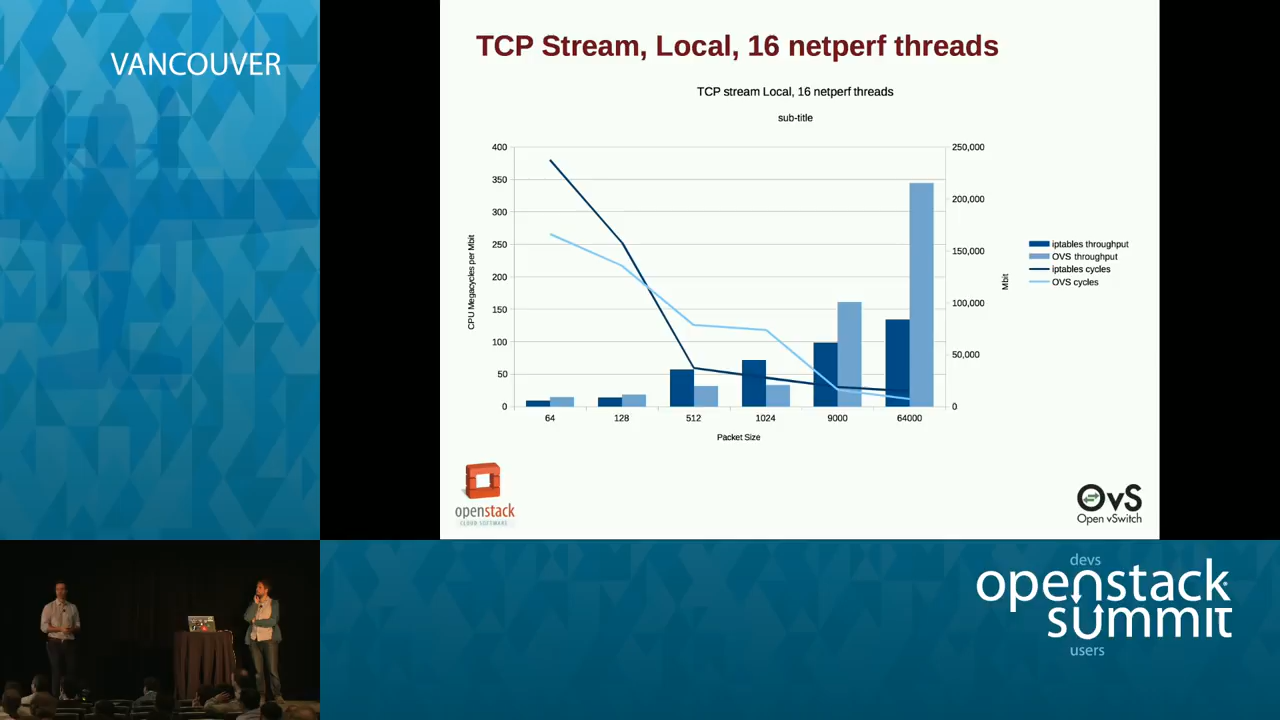 VANCOUVER
TCP Stream, Local, 16 netperf threads
TCP stream Local, 16 netperf threads
sub-title
400
350
300
250
200
150
100
50
0
CPU Megacycles per Mbit
250,000
200,000
150,000
100,000
50,000
0
Mbit
64
128
512
1024
9000
64000
Packet Size
iptables throughput
OVS throughput
iptables cycles
OVS cycles
openstack
CLOUD SOFTWARE
OvS
Open vSwitch
devs
openstack
summit
users